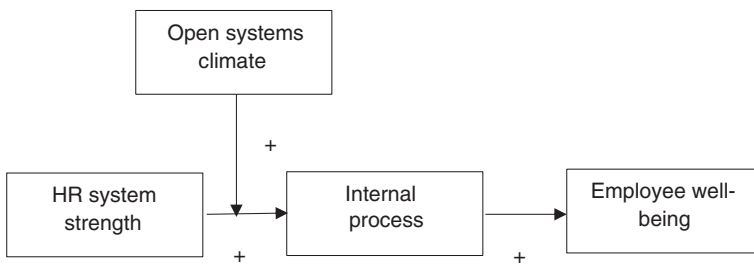 Open systems
climate
+
HR system
strength
Internal
process
Employee well-
being
+
+